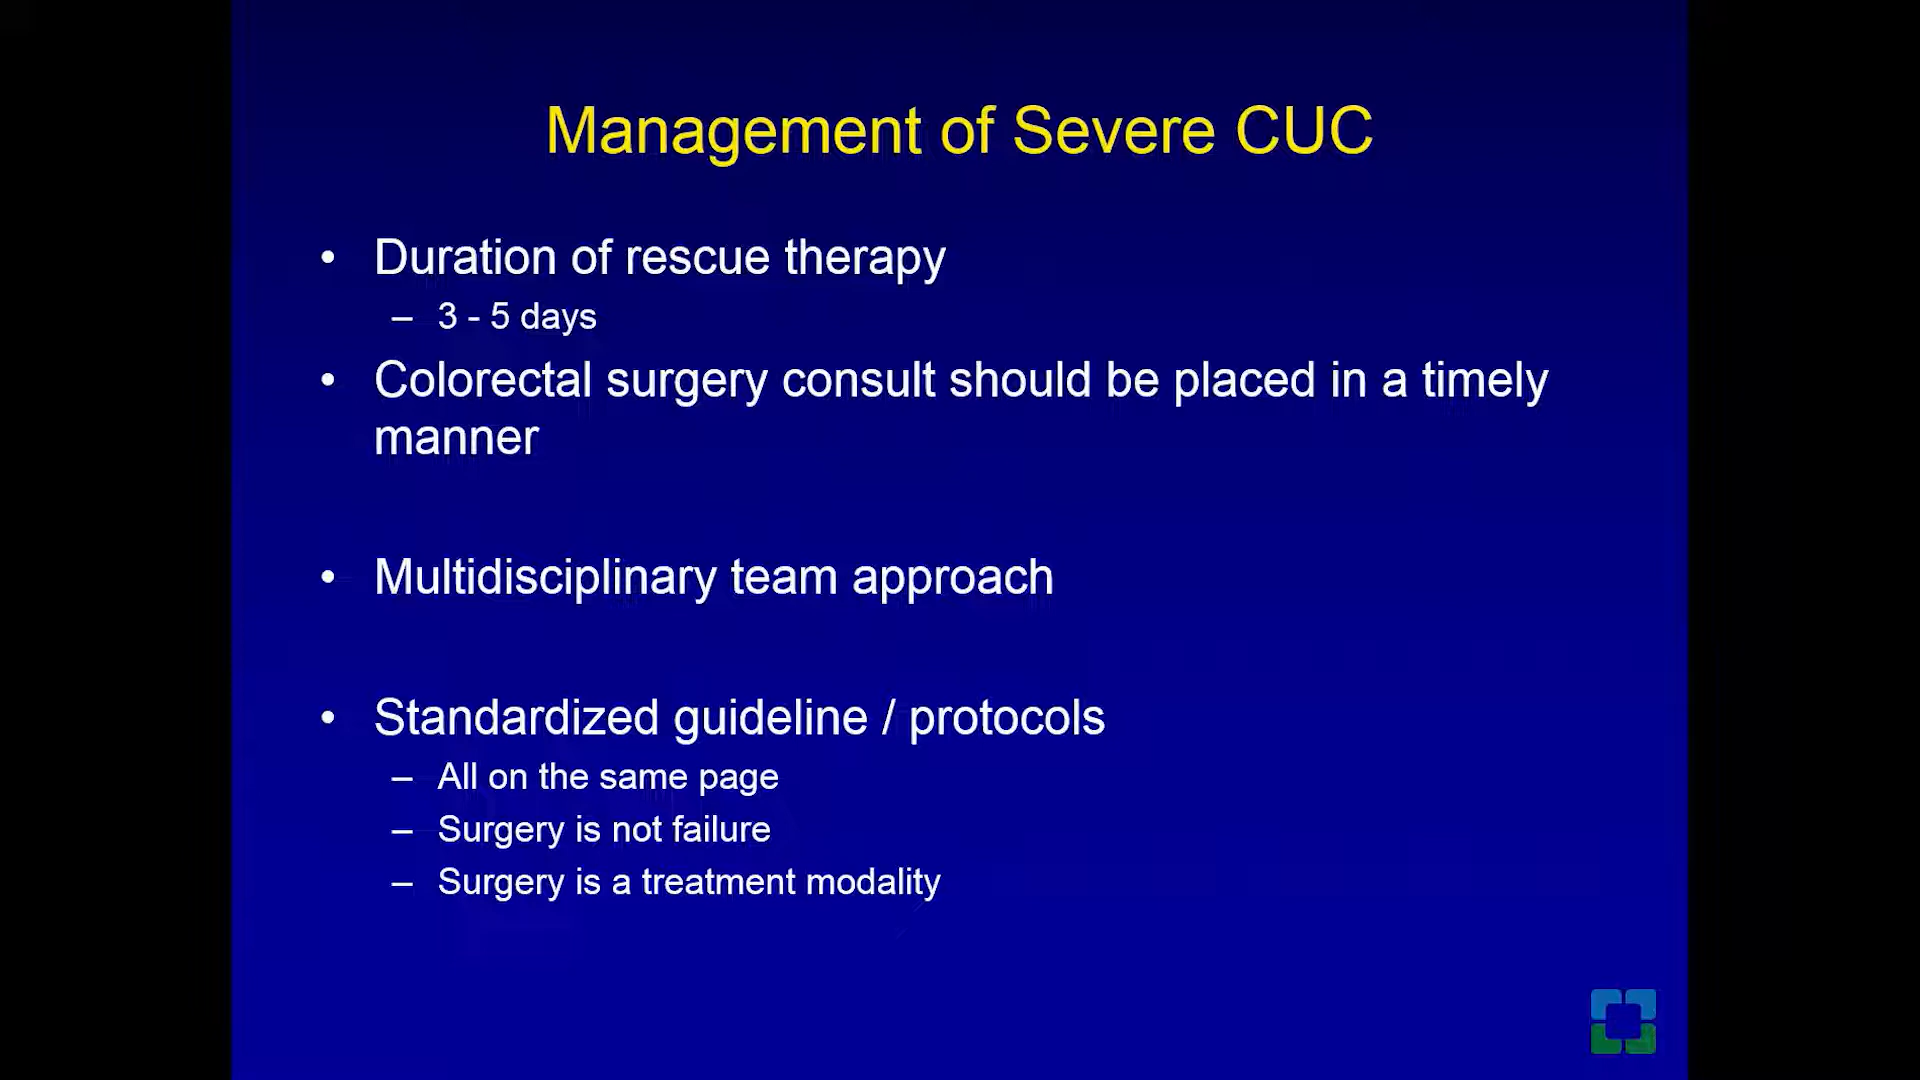 Management of Severe CUC
• Duration of rescue therapy
– 3 - 5 days
• Colorectal surgery consult should be placed in a timely
manner
• Multidisciplinary team approach
• Standardized guideline / protocols
– All on the same page
– Surgery is not failure
– Surgery is a treatment modality